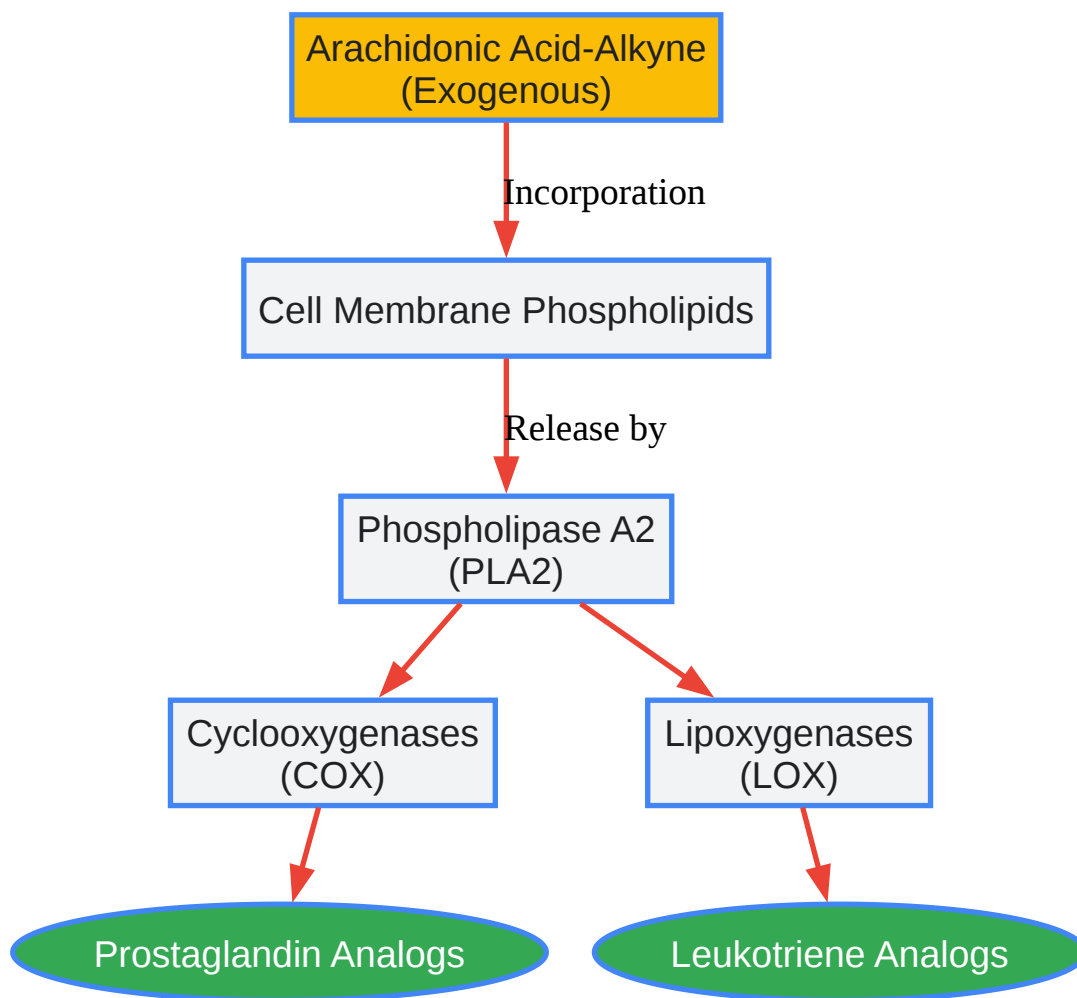 Arachidonic Acid-Alkyne
(Exogenous)
Incorporation
Cell Membrane Phospholipids
Release by
Phospholipase A2
(PLA2)
Cyclooxygenases
(COX)
Lipoxygenases
(LOX)
Prostaglandin Analogs
Leukotriene Analogs